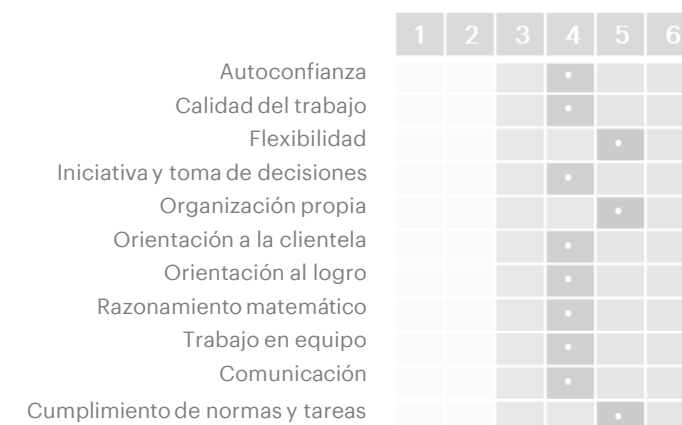 1 2 3 4 5 6
Autoconfianza
Calidad del trabajo
Flexibilidad
Iniciativa y toma de decisiones
Organización propia
Orientación a la clientela
Orientación al logro
Razonamiento matemático
Trabajo en equipo
Comunicación
Cumplimiento de normas y tareas